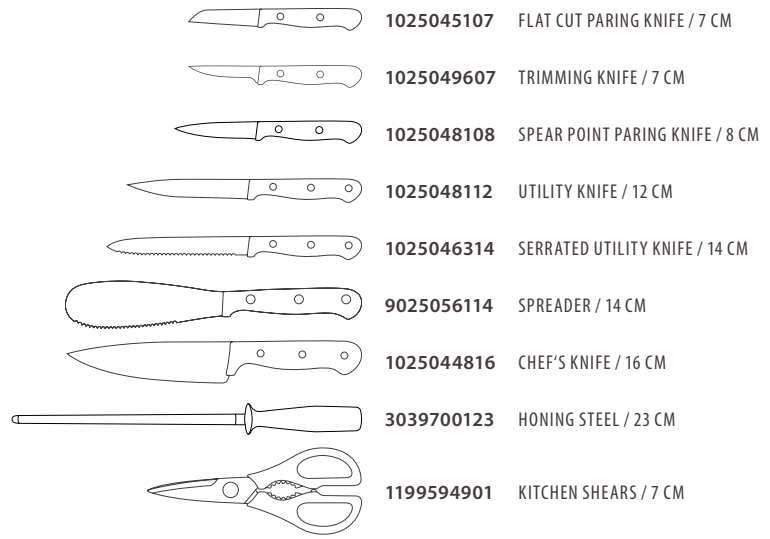 1025045107 FLAT CUT PARING KNIFE / 7 CM
1025049607 TRIMMING KNIFE / 7 CM
1025048108 SPEAR POINT PARING KNIFE / 8 CM
1025048112 UTILITY KNIFE / 12 CM
1025046314 SERRATED UTILITY KNIFE / 14 CM
9025056114 SPREADER / 14 CM
1025044816 CHEF‘S KNIFE / 16 CM
3039700123 HONING STEEL / 23 CM
1199594901 KITCHEN SHEARS / 7 CM